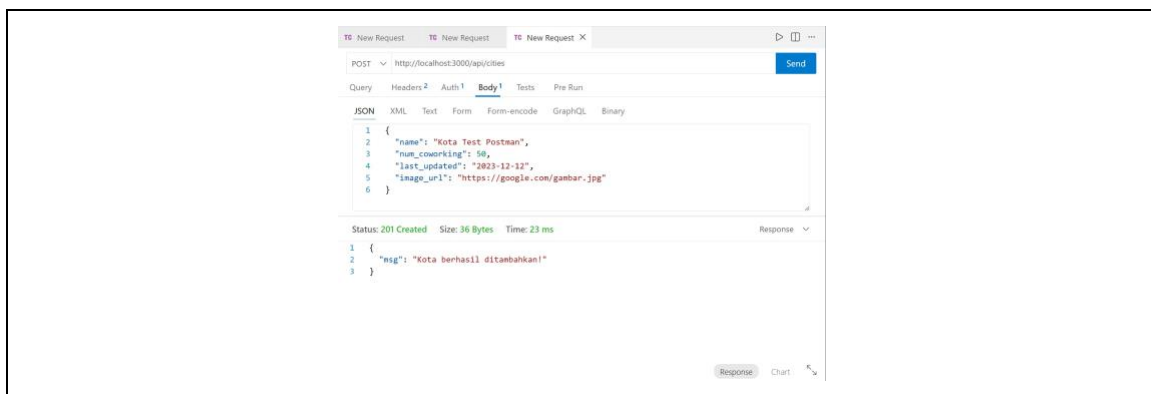 TC New Request TC New Request TC New Request ×
POST http://localhost:3000/api/cities Send
Query Headers 2 Auth 1 Body 1 Tests Pre Run
JSON XML Text Form Form-encode GraphQL Binary
1 {
2 "name": "Kota Test Postman",
3 "num_coworking": 50,
4 "last_updated": "2023-12-12",
5 "image_url": "https://google.com/gambar.jpg"
6 }
Status: 201 Created Size: 36 Bytes Time: 23 ms Response
1 {
2 "msg": "Kota berhasil ditambahkan!"
3 }
Response Chart